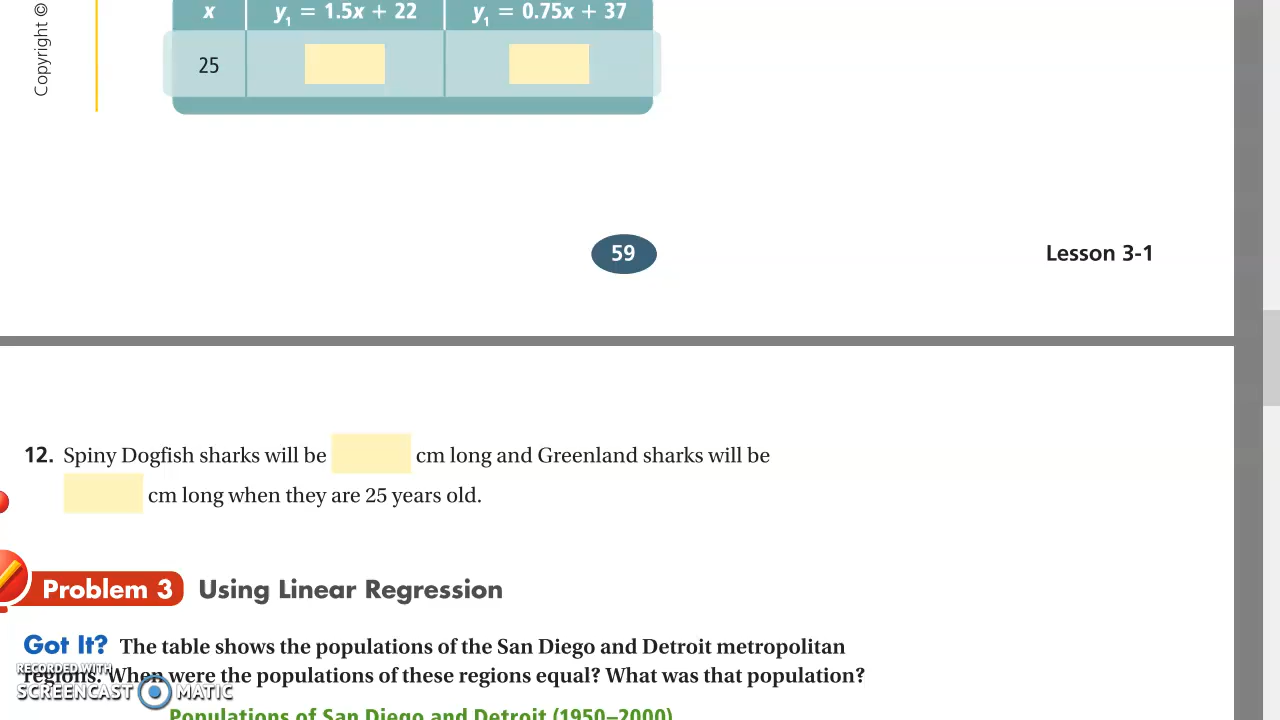 Copyright ©
x y₁ = 1.5x + 22 y₁ = 0.75x + 37
25
59
Lesson 3-1
12. Spiny Dogfish sharks will be cm long and Greenland sharks will be
cm long when they are 25 years old.
Problem 3 Using Linear Regression
Got It? The table shows the populations of the San Diego and Detroit metropolitan
regions. When were the populations of these regions equal? What was that population?
RECORDED WITH
SCREENCAST MATIC
Populations of San Diego and Detroit (1950–2000)